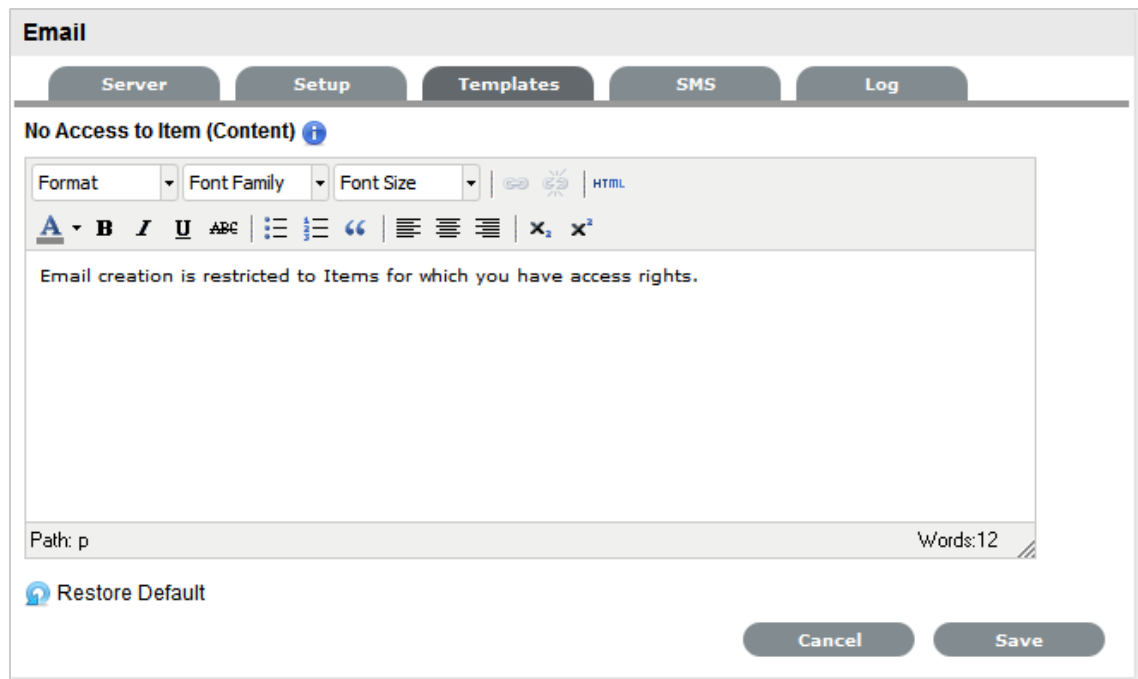 Email
Server Setup Templates SMS Log
No Access to Item (Content)
Format Font Family Font Size HTML
A B I U ABC
Email creation is restricted to Items for which you have access rights.
Path: p Words:12
Restore Default
Cancel Save